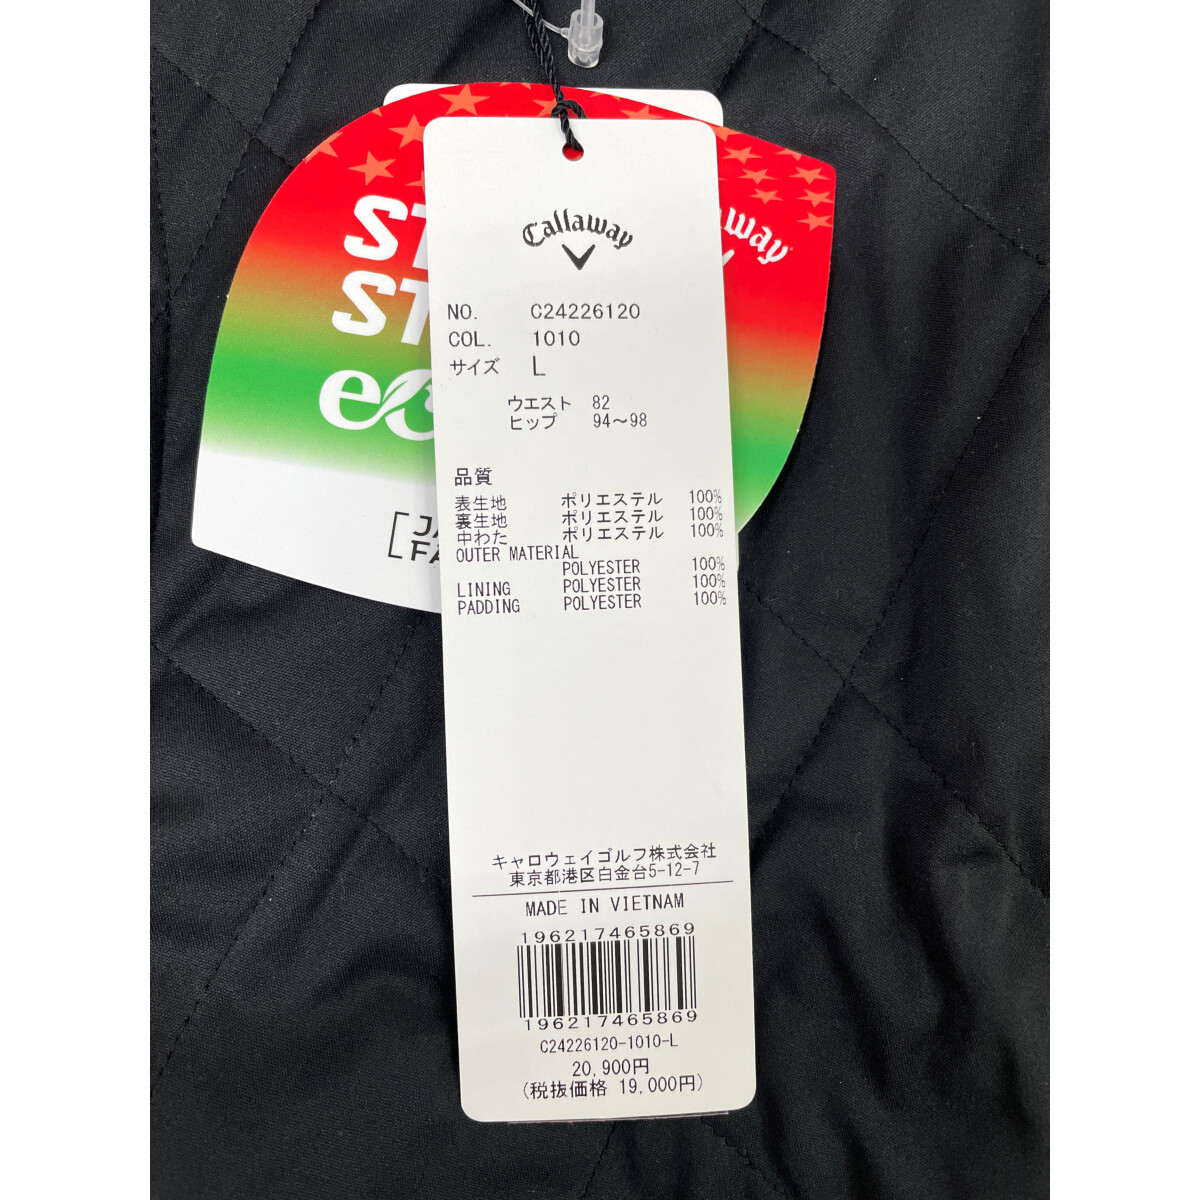 Callaway
NO. C24226120
COL. 1010
サイズ L
ウエスト 82
ヒップ 94～98
品質
表生地 ポリエステル 100%
裏生地 ポリエステル 100%
中わた ポリエステル 100%
OUTER MATERIAL
POLYESTER 100%
LINING POLYESTER 100%
PADDING POLYESTER 100%
キャロウェイゴルフ株式会社
東京都港区白金台5-12-7
MADE IN VIETNAM
196217465869
196217465869
C24226120-1010-L
20,900円
(税抜価格 19,000円)